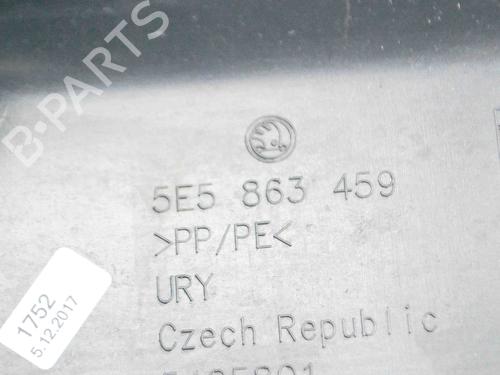 B-PARTS
5E5 863 459
>PP/PE<
URY
Czech Republic
1752
5.12.2017